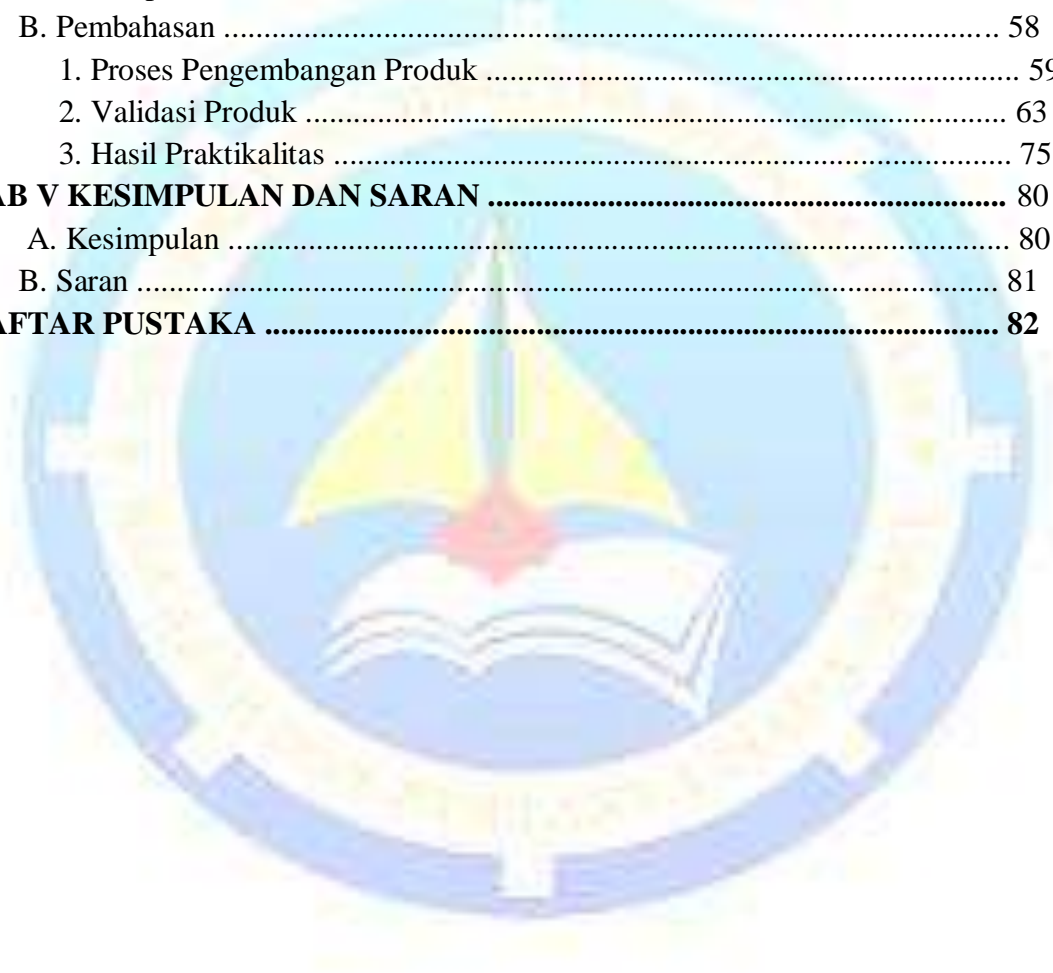 B. Pembahasan .......... 58
1. Proses Pengembangan Produk .......... 59
2. Validasi Produk .......... 63
3. Hasil Praktikalitas .......... 75
AB V KESIMPULAN DAN SARAN .......... 80
A. Kesimpulan .......... 80
B. Saran .......... 81
AFTAR PUSTAKA .......... 82